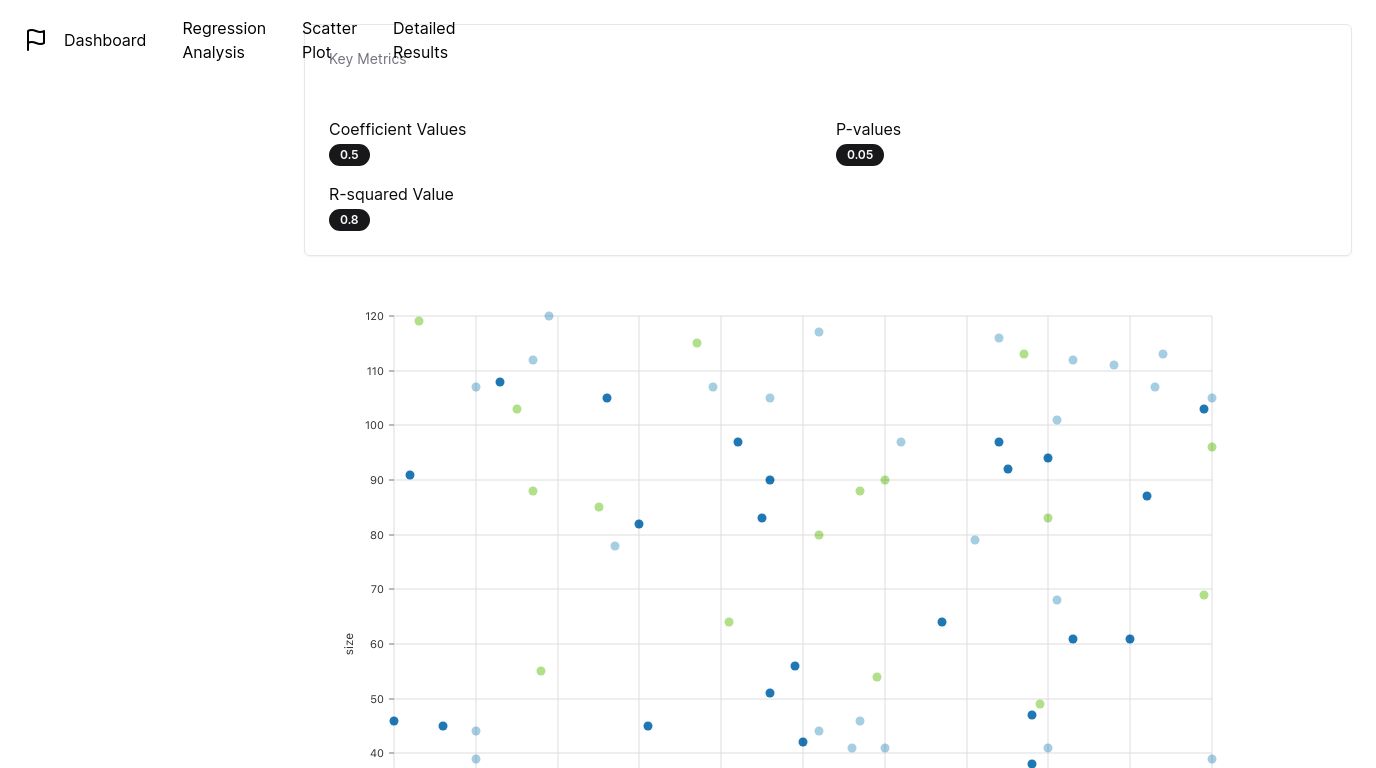 Dashboard
Regression
Analysis
Scatter
Plot
Detailed
Results
Key Metrics
Coefficient Values
0.5
P-values
0.05
R-squared Value
0.8
120
110
100
90
80
70
60
50
40
size